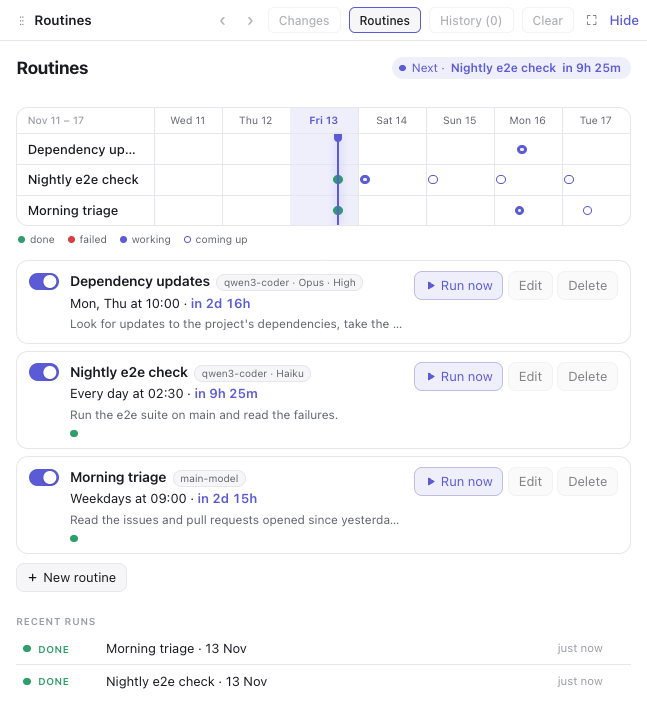 Routines
Changes
Routines
History (0)
Clear
Hide
Routines
Next · Nightly e2e check in 9h 25m
Nov 11 – 17
Wed 11
Thu 12
Fri 13
Sat 14
Sun 15
Mon 16
Tue 17
Dependency up...
Nightly e2e check
Morning triage
done
failed
working
coming up
Dependency updates
qwen3-coder · Opus · High
Run now
Edit
Delete
Mon, Thu at 10:00 · in 2d 16h
Look for updates to the project's dependencies, take the ...
Nightly e2e check
qwen3-coder · Haiku
Run now
Edit
Delete
Every day at 02:30 · in 9h 25m
Run the e2e suite on main and read the failures.
Morning triage
main-model
Run now
Edit
Delete
Weekdays at 09:00 · in 2d 15h
Read the issues and pull requests opened since yesterda...
+ New routine
RECENT RUNS
DONE
Morning triage · 13 Nov
just now
DONE
Nightly e2e check · 13 Nov
just now